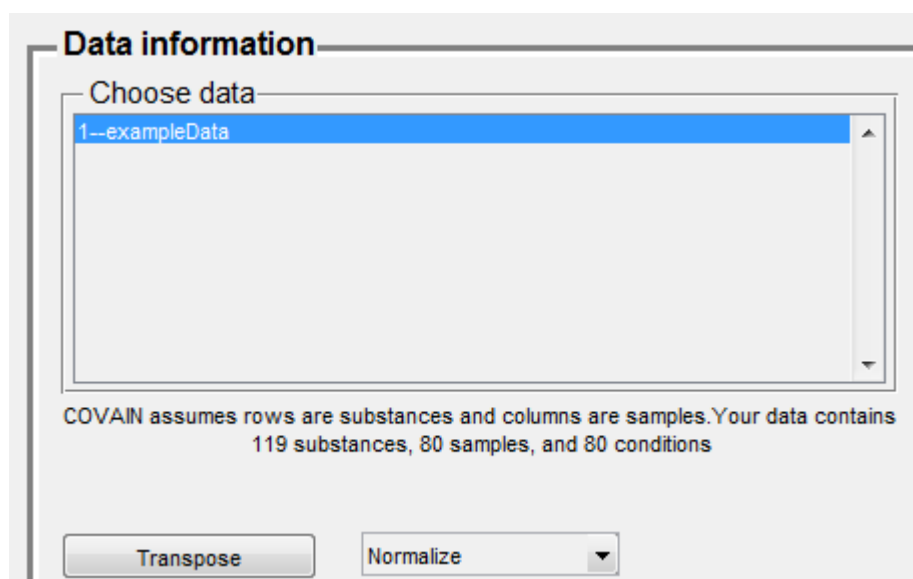 Data information
Choose data
1--exampleData
COVAIN assumes rows are substances and columns are samples.Your data contains
119 substances, 80 samples, and 80 conditions
Transpose
Normalize